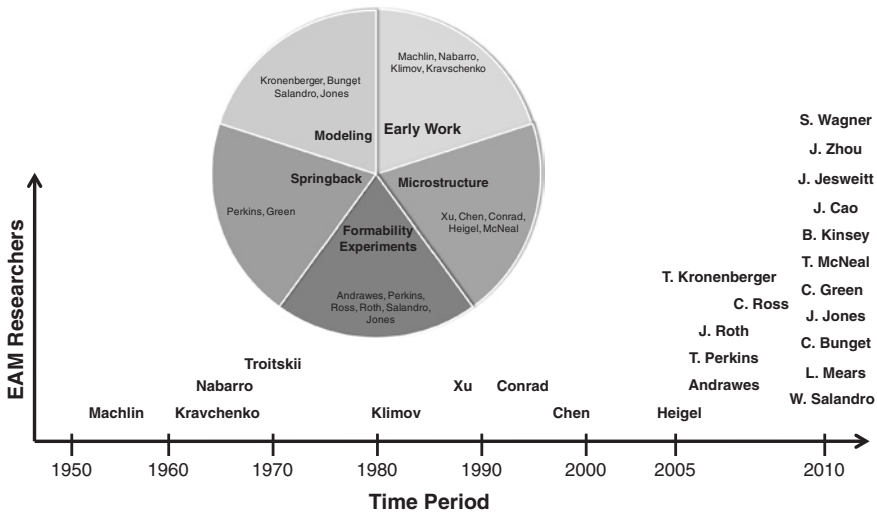 Machlin, Nabarro,
Klimov, Kravschenko
Early Work
Kronenberger, Bunget
Salandro, Jones
Modeling
Springback
Perkins, Green
Microstructure
Xu, Chen, Conrad,
Heigel, McNeal
Formability
Experiments
Andrawes, Perkins,
Ross, Roth, Salandro,
Jones
S. Wagner
J. Zhou
J. Jesweitt
J. Cao
B. Kinsey
T. McNeal
T. Kronenberger
C. Green
C. Ross
J. Jones
J. Roth
C. Bunget
Troitskii
T. Perkins
L. Mears
Nabarro
Xu
Conrad
Andrawes
W. Salandro
Machlin
Kravchenko
Klimov
Chen
Heigel
EAM Researchers
1950 1960 1970 1980 1990 2000 2005 2010
Time Period